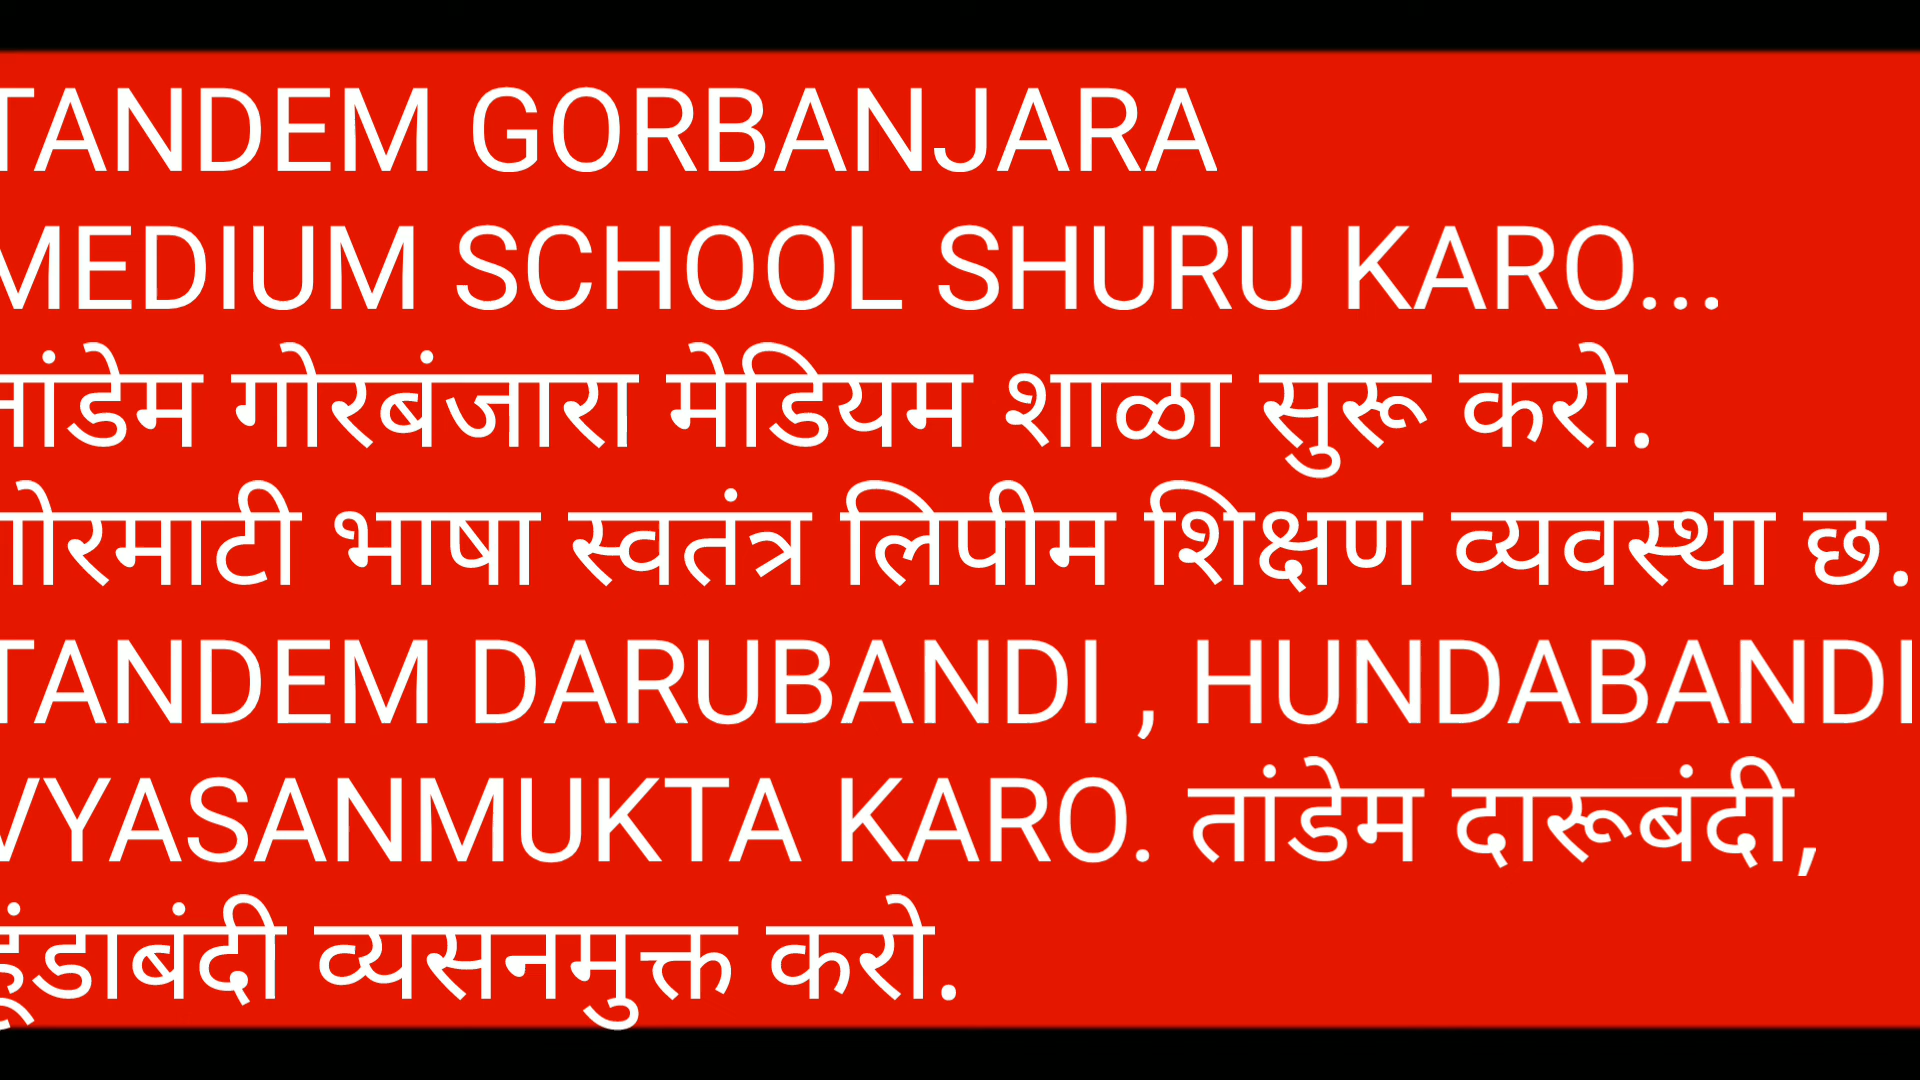 TANDEM GORBANJARA
MEDIUM SCHOOL SHURU KARO...
तांडेम गोरबंजारा मेडियम शाळा सुरू करो.
गोरमाटी भाषा स्वतंत्र लिपीम शिक्षण व्यवस्था छ.
TANDEM DARUBANDI , HUNDABANDI
VYASANMUKTA KARO. तांडेम दारूबंदी,
हूंडाबंदी व्यसनमुक्त करो.